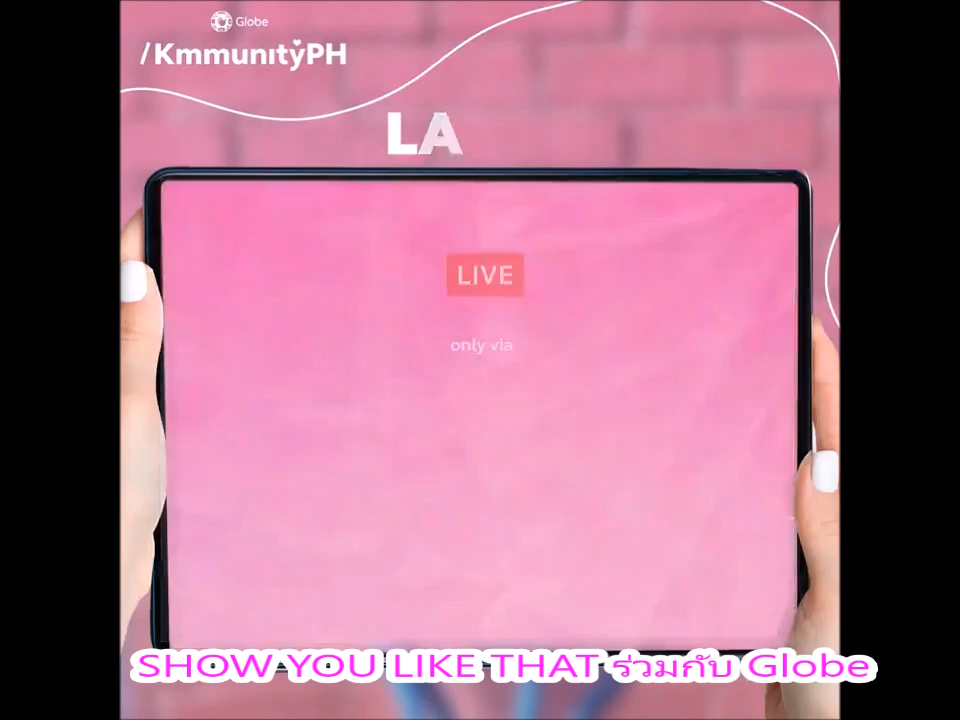 Globe
/KmmunityPH
LA
LIVE
only via
SHOW YOU LIKE THAT ร่วมกับ Globe